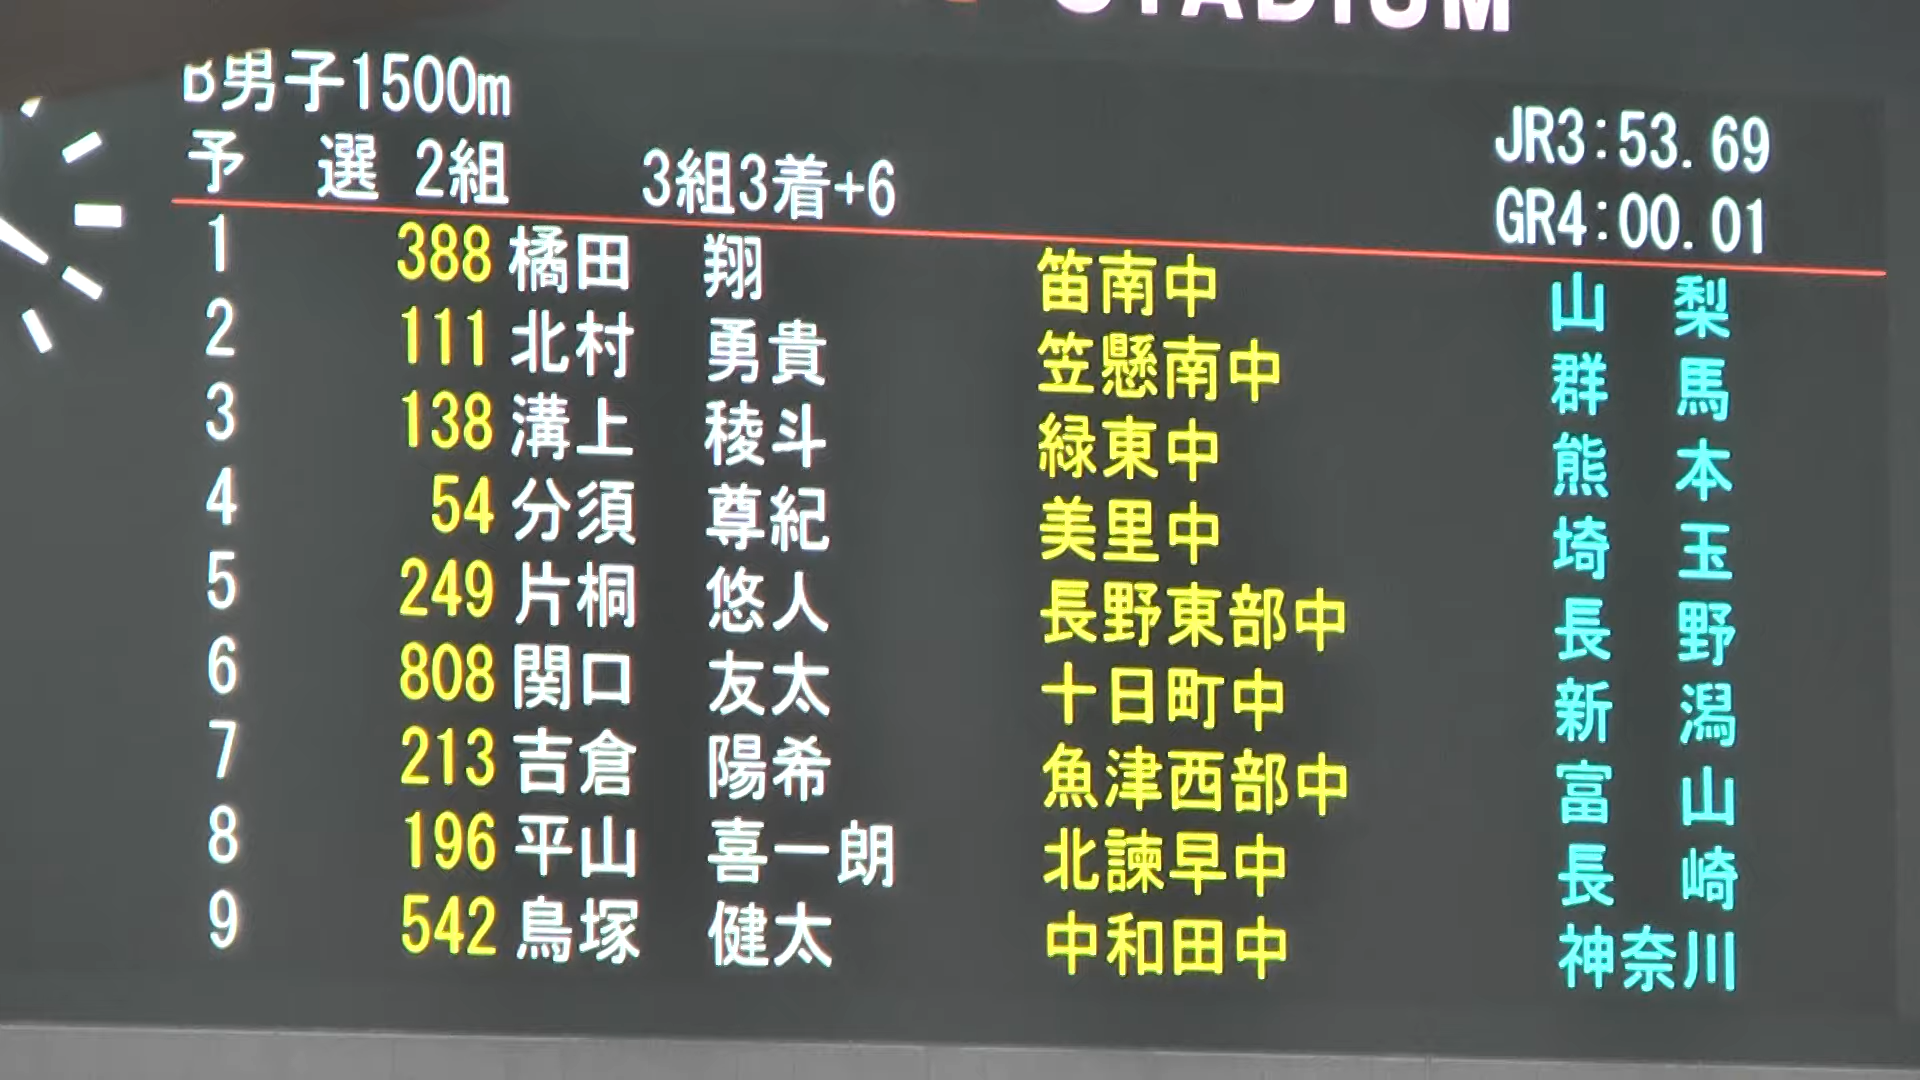 STADIUM
B男子1500m
JR3:53.69
予 選 2組 3組3着+6
GR4:00.01
1 388 橘田 翔 笛南中 山梨
2 111 北村 勇貴 笠懸南中 群馬
3 138 溝上 稜斗 緑東中 熊本
4 54 分須 尊紀 美里中 埼玉
5 249 片桐 悠人 長野東部中 長野
6 808 関口 友太 十日町中 新潟
7 213 吉倉 陽希 魚津西部中 富山
8 196 平山 喜一朗 北諫早中 長崎
9 542 鳥塚 健太 中和田中 神奈川